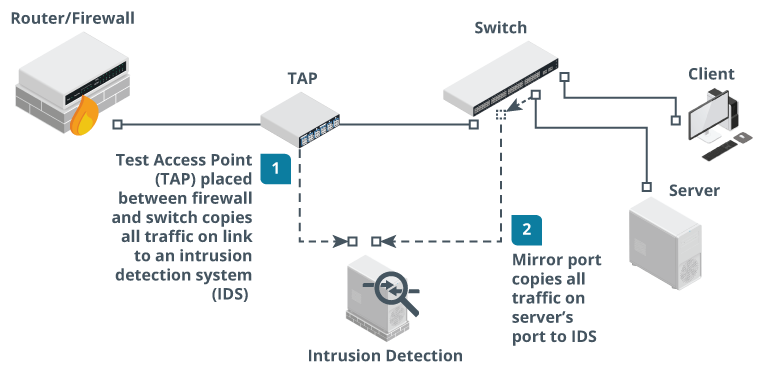 Router/Firewall
Switch
TAP
Client
Test Access Point
(TAP) placed
between firewall
and switch copies
all traffic on link
to an intrusion
detection system
(IDS)
1
Server
2
Mirror port
copies all
traffic on
server's
port to IDS
Intrusion Detection